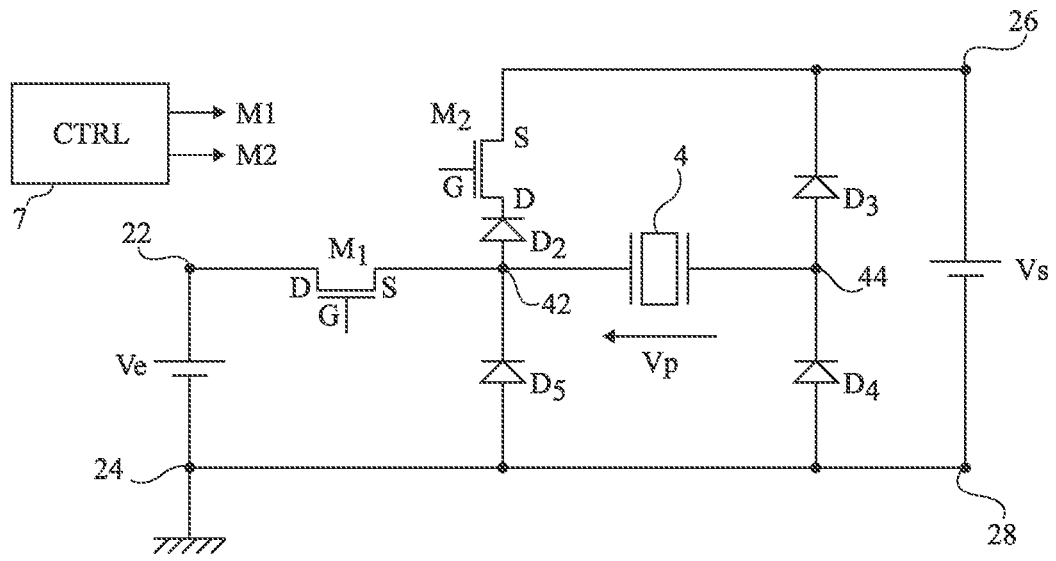 26
CTRL
M1
M2
7
M₂
S
G
D
D₂
4
D₃
22
M₁
D
S
G
42
44
Vs
Ve
D₅
Vp
D₄
24
28